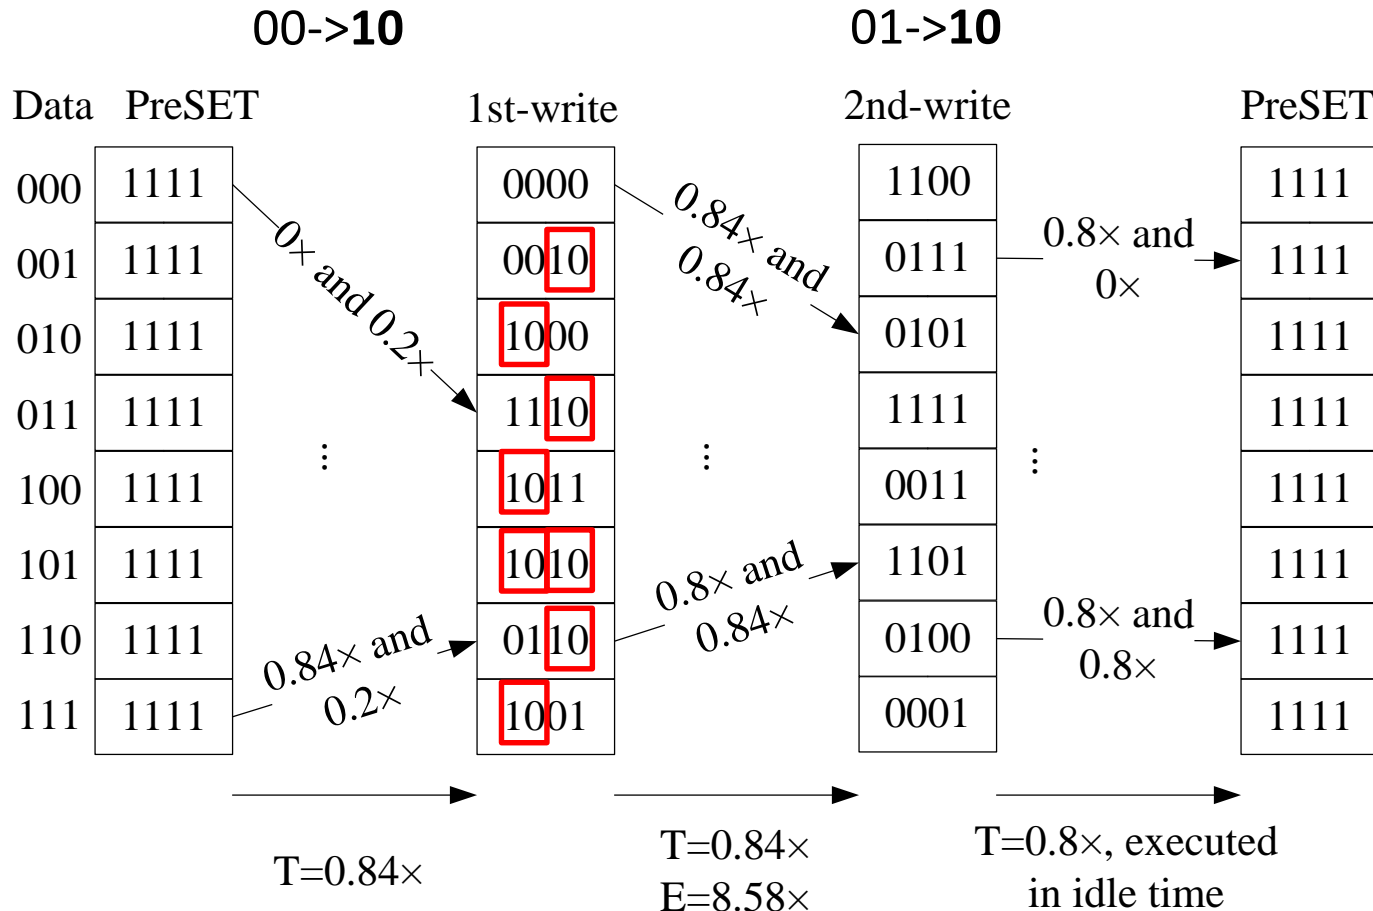 00->10
01->10
Data PreSET 1st-write 2nd-write PreSET
000 1111 0000 1100 1111
001 1111 0010 0111 1111
010 1111 1000 0101 1111
011 1111 1110 1111 1111
100 1111 1011 0011 1111
101 1111 1010 1101 1111
110 1111 0110 0100 1111
111 1111 1001 0001 1111
0× and 0.2×
0.84× and
0.2×
...
0.84× and
0.84×
...
0.8× and
0.84×
0.8× and
0×
...
0.8× and
0.8×
T=0.84×
T=0.84×
E=8.58×
T=0.8×, executed
in idle time